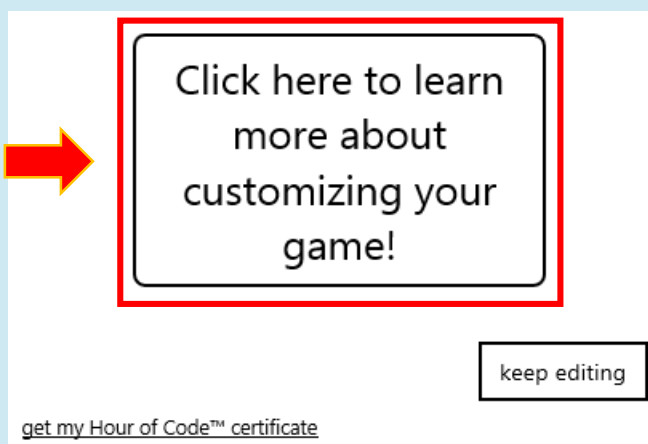 Click here to learn
more about
customizing your
game!
keep editing
get my Hour of Code™ certificate